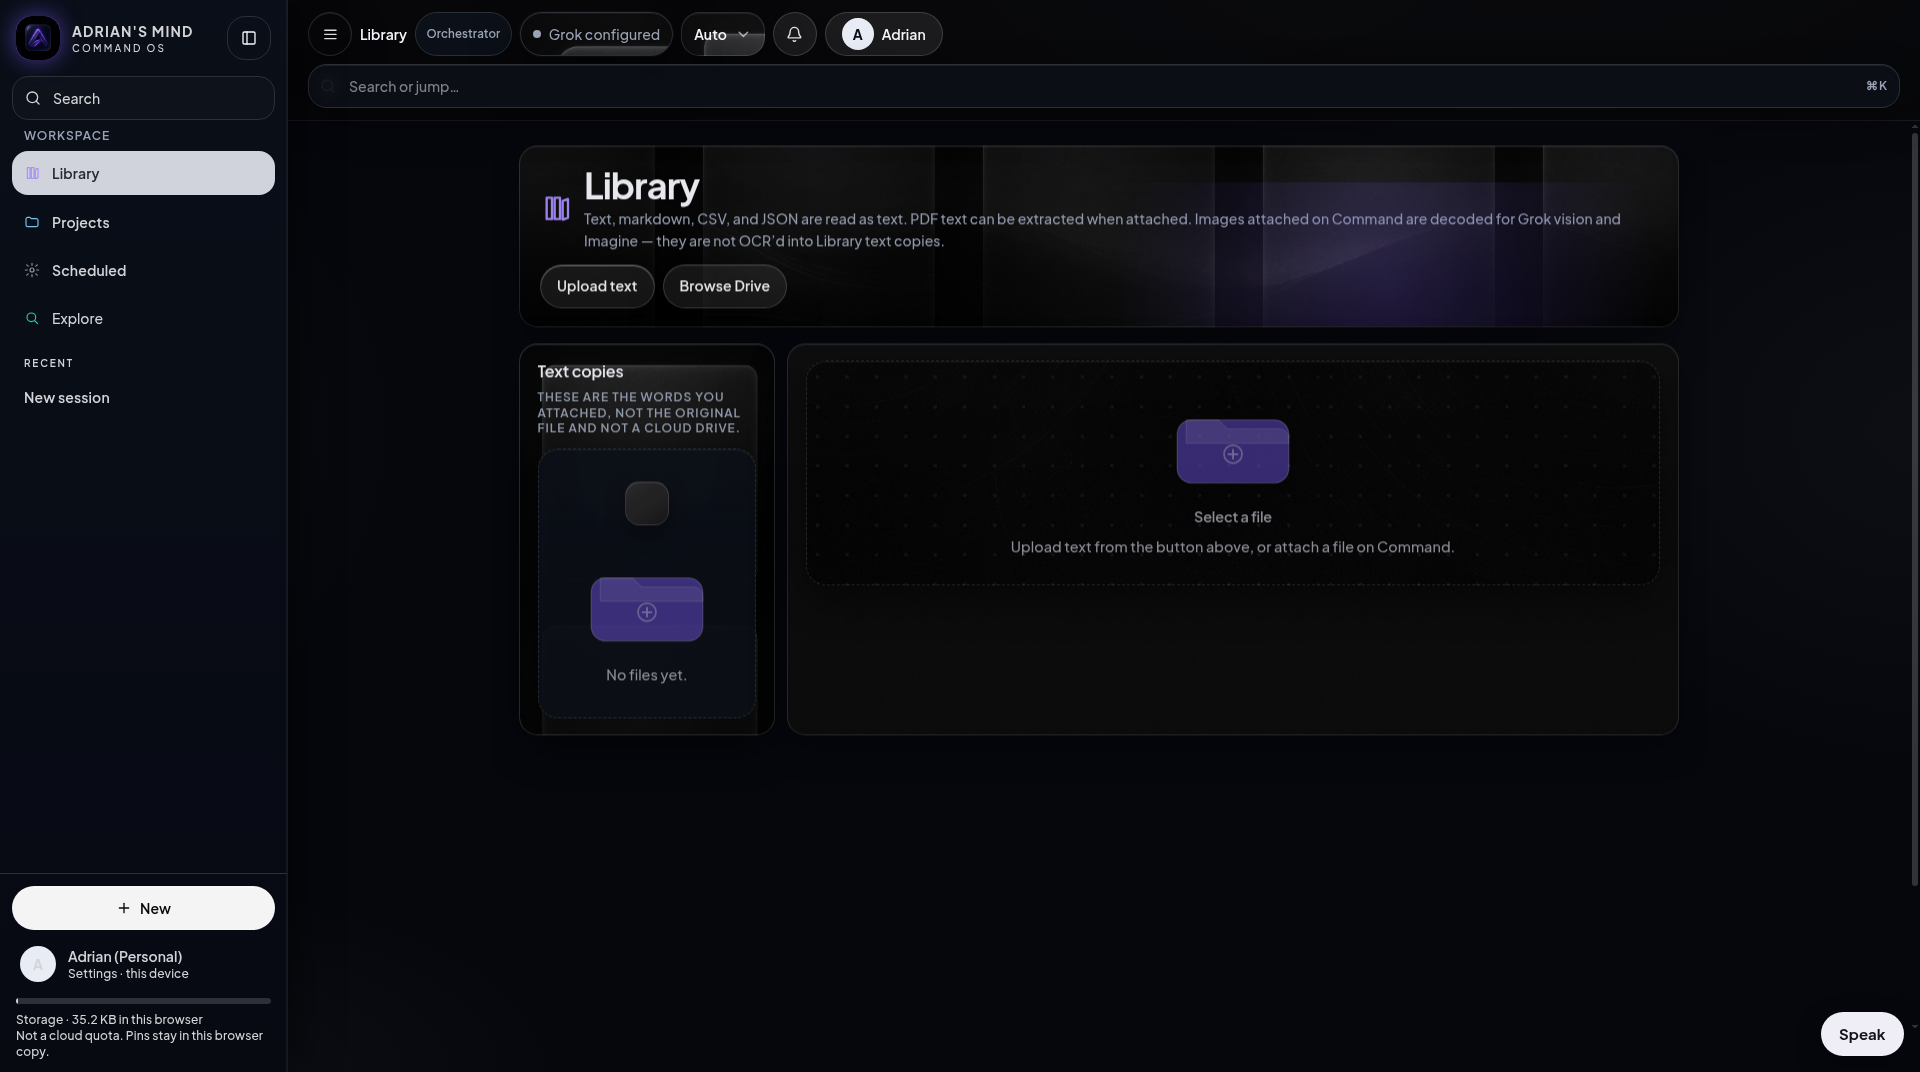 ADRIAN'S MIND
COMMAND OS
Search
WORKSPACE
Library
Projects
Scheduled
Explore
RECENT
New session
New
A
Adrian (Personal)
Settings · this device
Storage · 35.2 KB in this browser
Not a cloud quota. Pins stay in this browser
copy.
Library
Orchestrator
Grok configured
Auto
A
Adrian
Search or jump…
⌘K
Library
Text, markdown, CSV, and JSON are read as text. PDF text can be extracted when attached. Images attached on Command are decoded for Grok vision and
Imagine — they are not OCR’d into Library text copies.
Upload text
Browse Drive
Text copies
THESE ARE THE WORDS YOU
ATTACHED, NOT THE ORIGINAL
FILE AND NOT A CLOUD DRIVE.
No files yet.
Select a file
Upload text from the button above, or attach a file on Command.
Speak